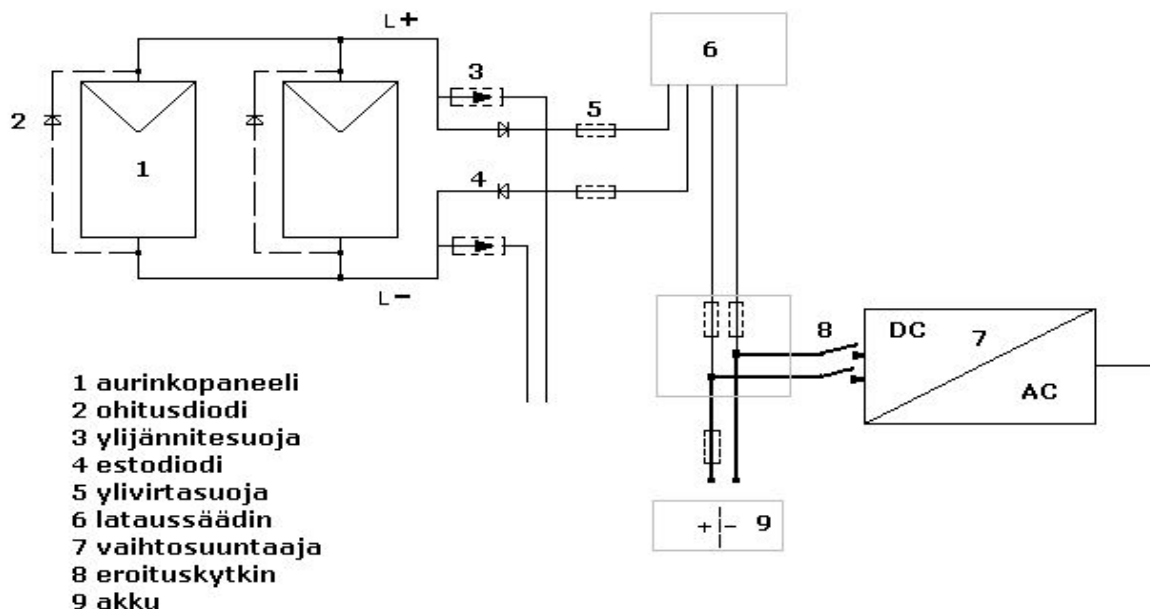 L+
6
3
5
2
1
4
L-
8
DC 7
AC
+ - 9
1 aurinkopaneeli
2 ohitusdiodi
3 ylijännitesuoja
4 estodiodi
5 ylivirtasuoja
6 lataussäädin
7 vaihtosuuntaaja
8 eroituskytkin
9 akku